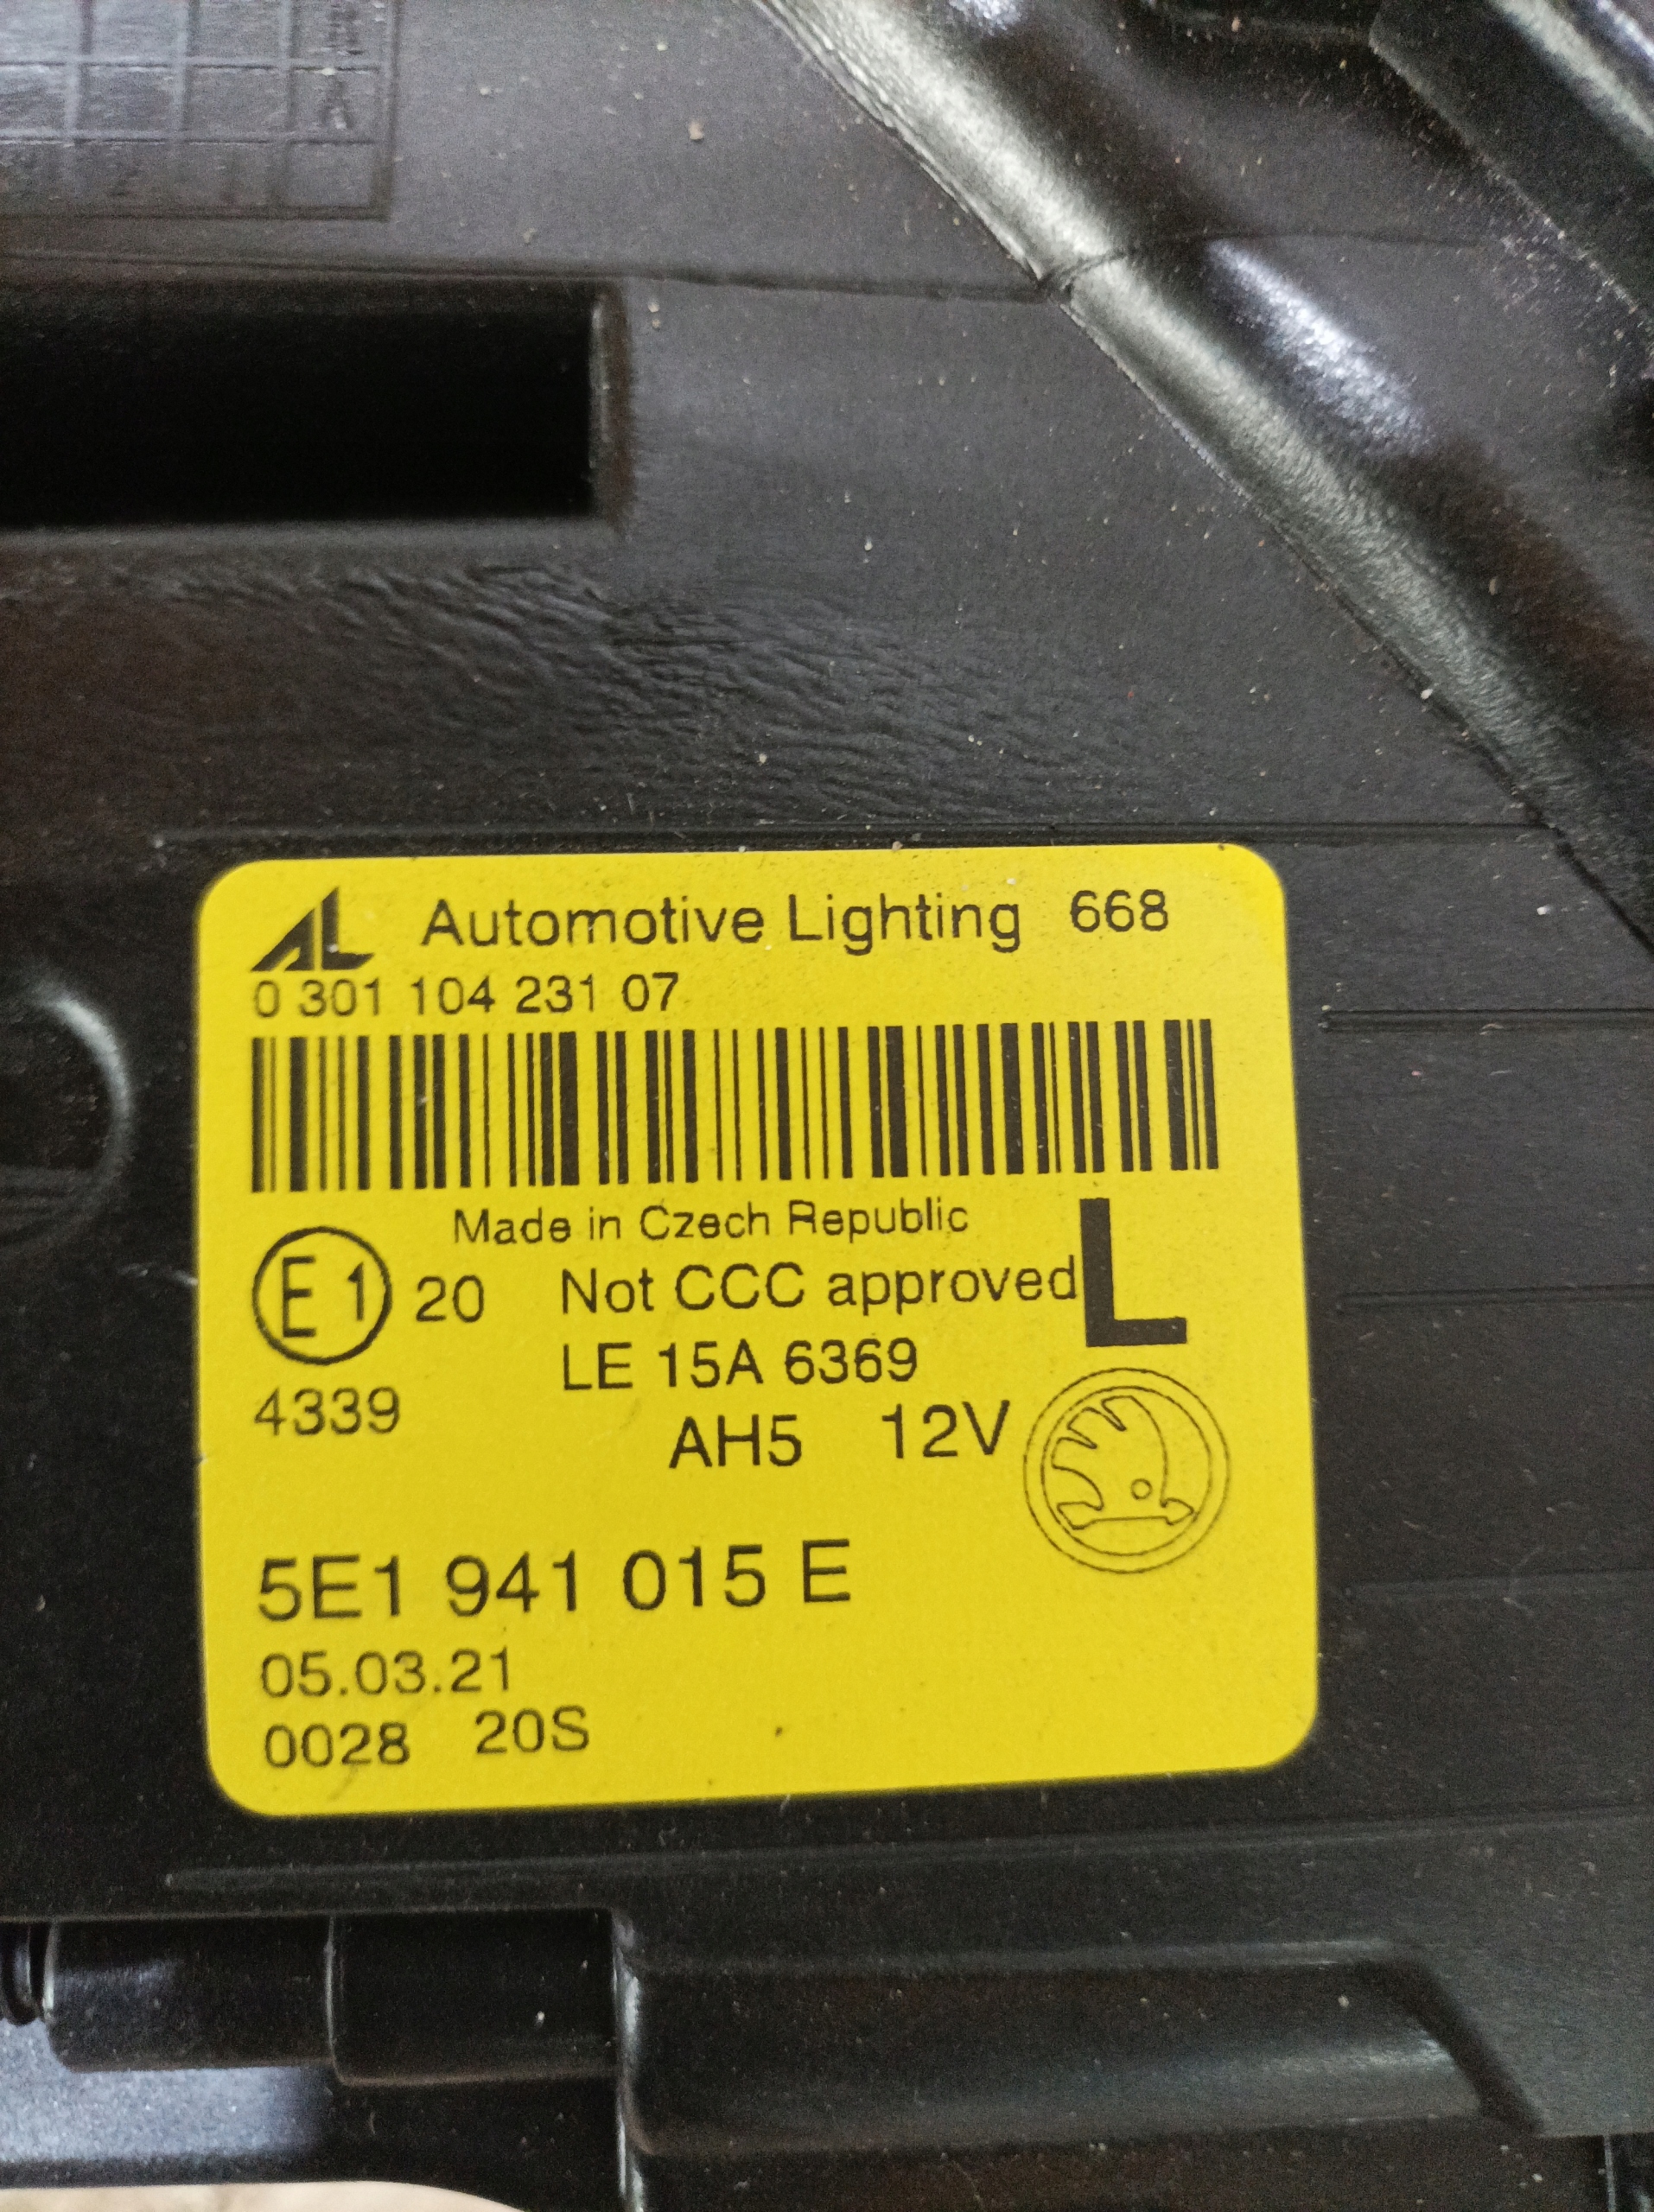 AL Automotive Lighting 668
0 301 104 231 07
Made in Czech Republic
E1 20 Not CCC approved L
LE 15A 6369
4339
AH5 12V
5E1 941 015 E
05.03.21
0028 20S